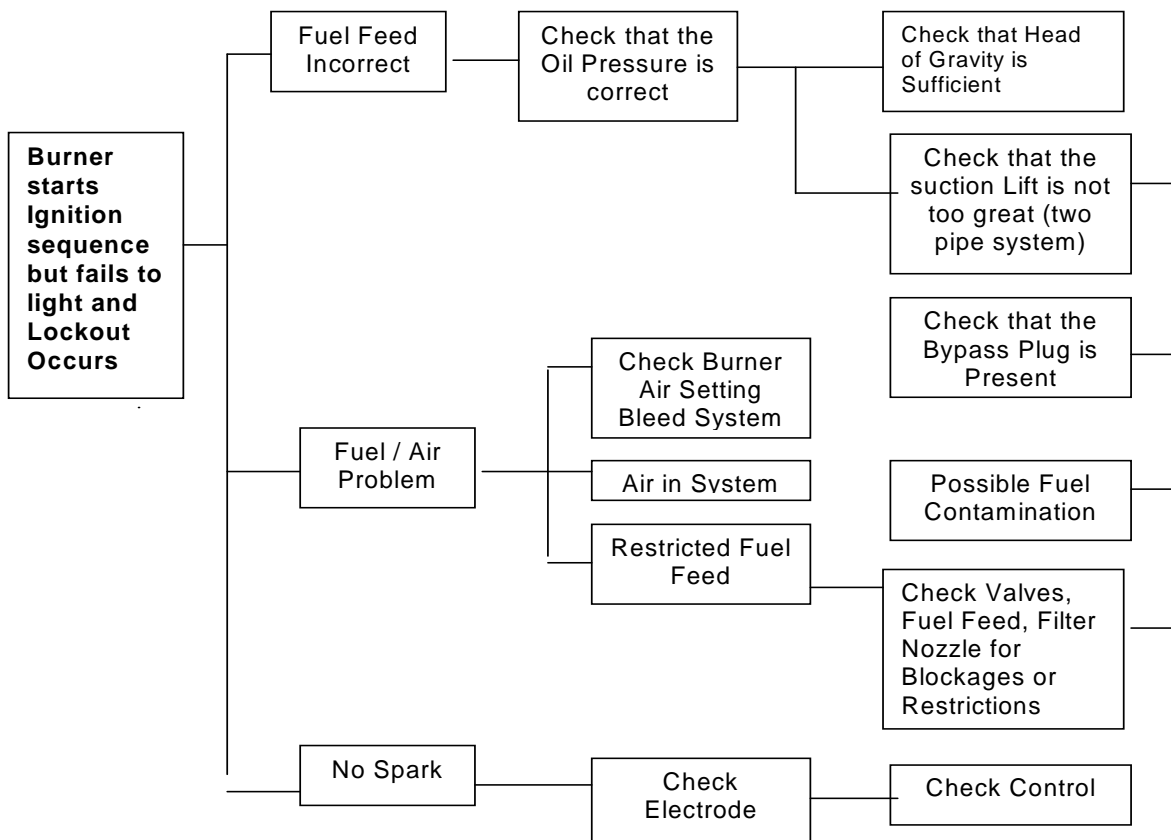 Burner
starts
Ignition
sequence
but fails to
light and
Lockout
Occurs
Fuel Feed
Incorrect
Check that the
Oil Pressure is
correct
Check that Head
of Gravity is
Sufficient
Check that the
suction Lift is not
too great (two
pipe system)
Check that the
Bypass Plug is
Present
Fuel / Air
Problem
Check Burner
Air Setting
Bleed System
Air in System
Restricted Fuel
Feed
Possible Fuel
Contamination
Check Valves,
Fuel Feed, Filter
Nozzle for
Blockages or
Restrictions
No Spark
Check
Electrode
Check Control